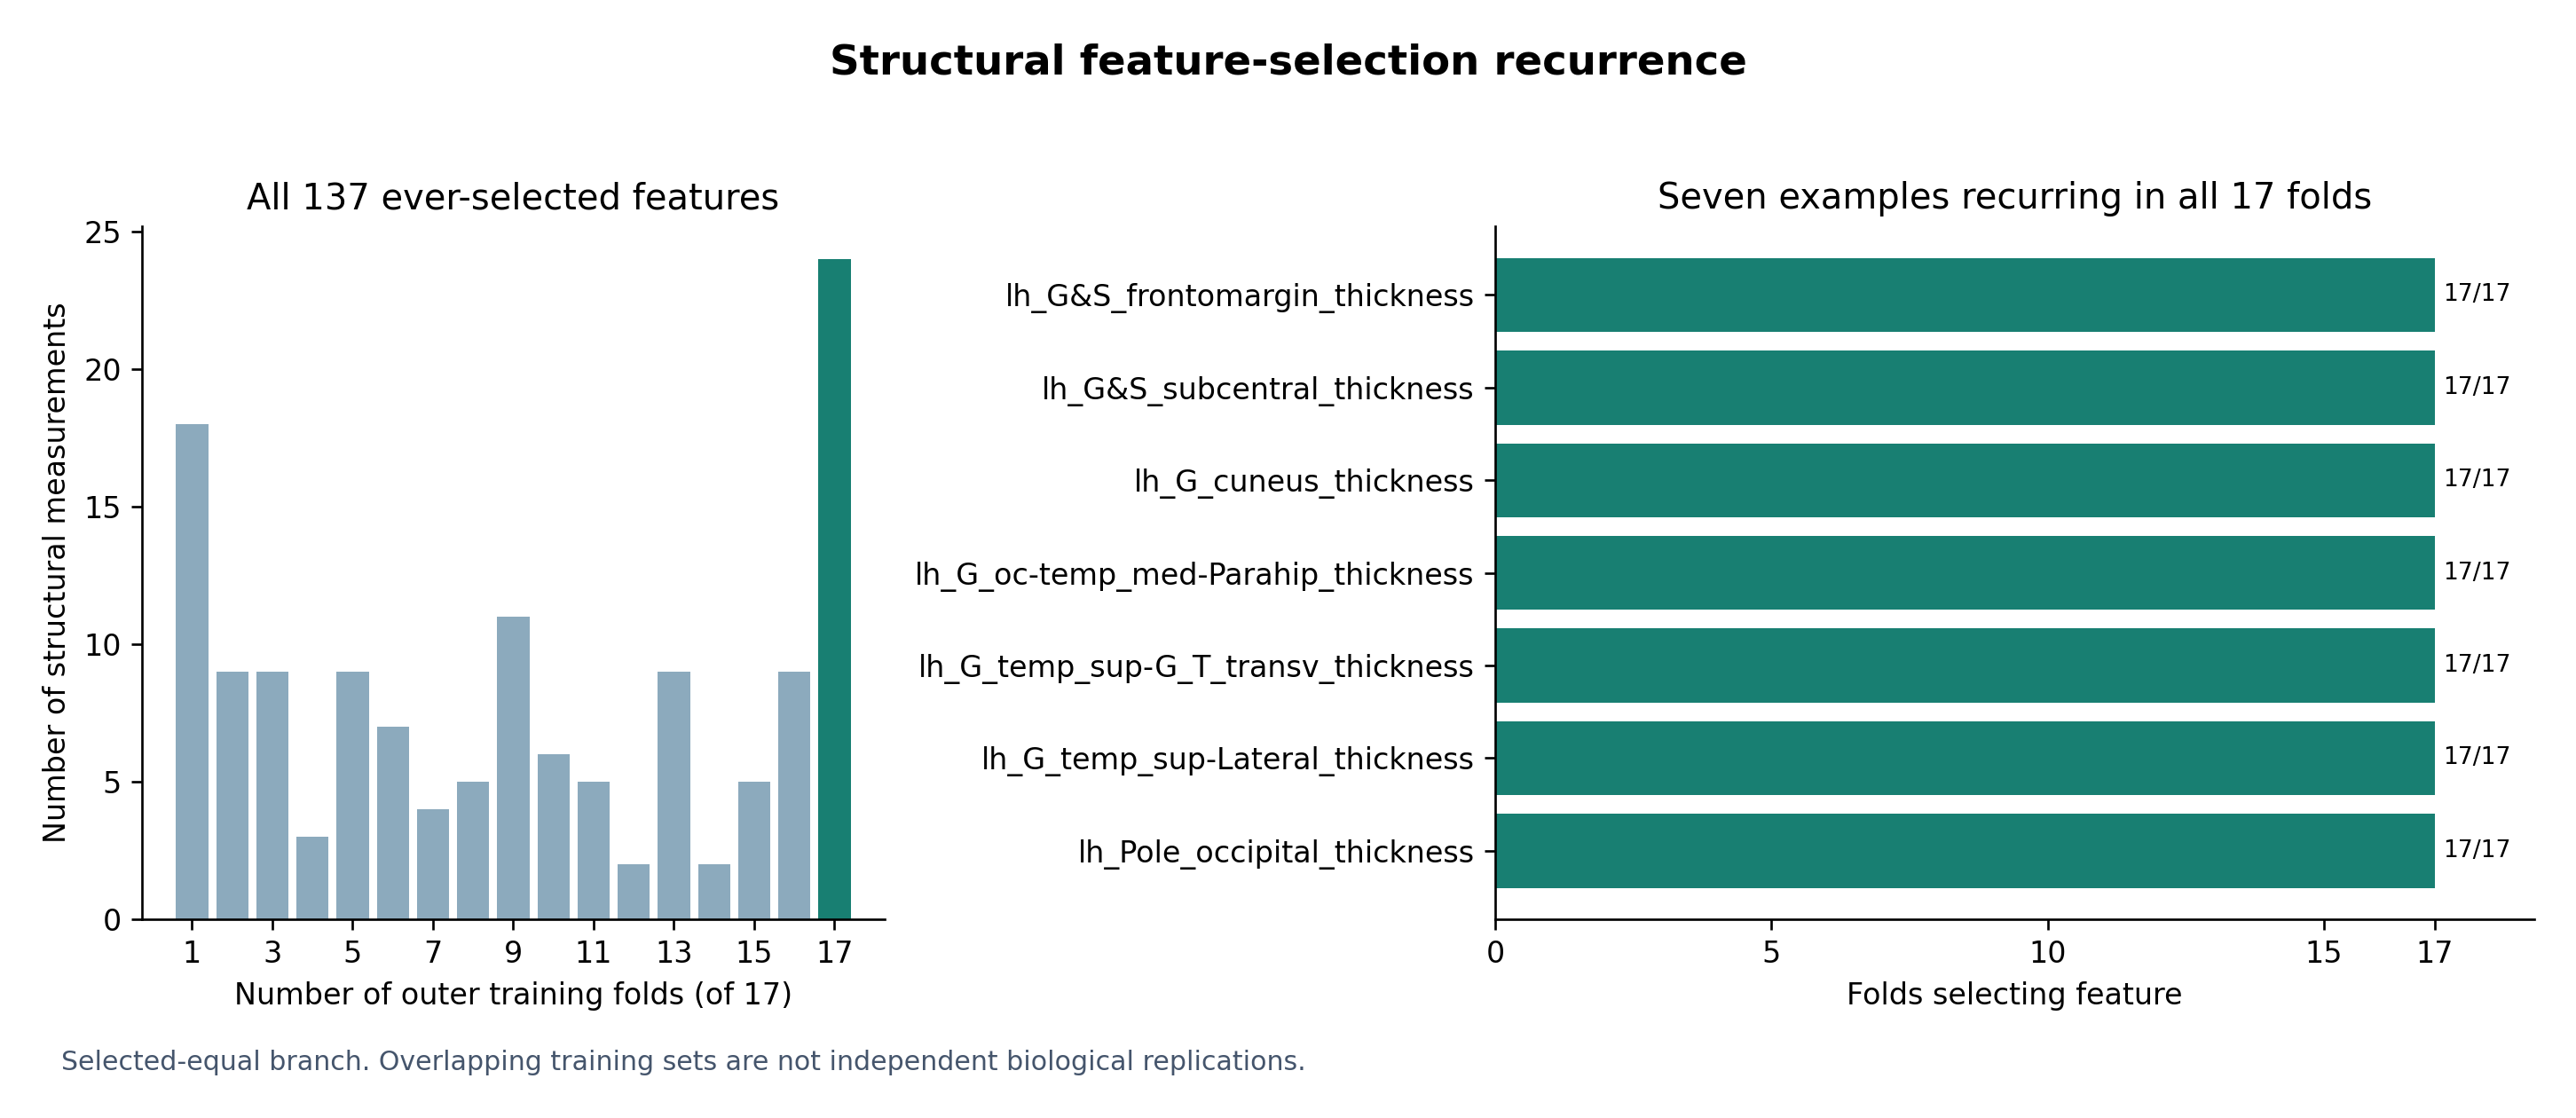 Structural feature-selection recurrence
All 137 ever-selected features
Number of structural measurements
25
20
15
10
5
0
1 3 5 7 9 11 13 15 17
Number of outer training folds (of 17)
Seven examples recurring in all 17 folds
lh_G&S_frontomargin_thickness 17/17
lh_G&S_subcentral_thickness 17/17
lh_G_cuneus_thickness 17/17
lh_G_oc-temp_med-Parahip_thickness 17/17
lh_G_temp_sup-G_T_transv_thickness 17/17
lh_G_temp_sup-Lateral_thickness 17/17
lh_Pole_occipital_thickness 17/17
0 5 10 15 17
Folds selecting feature
Selected-equal branch. Overlapping training sets are not independent biological replications.